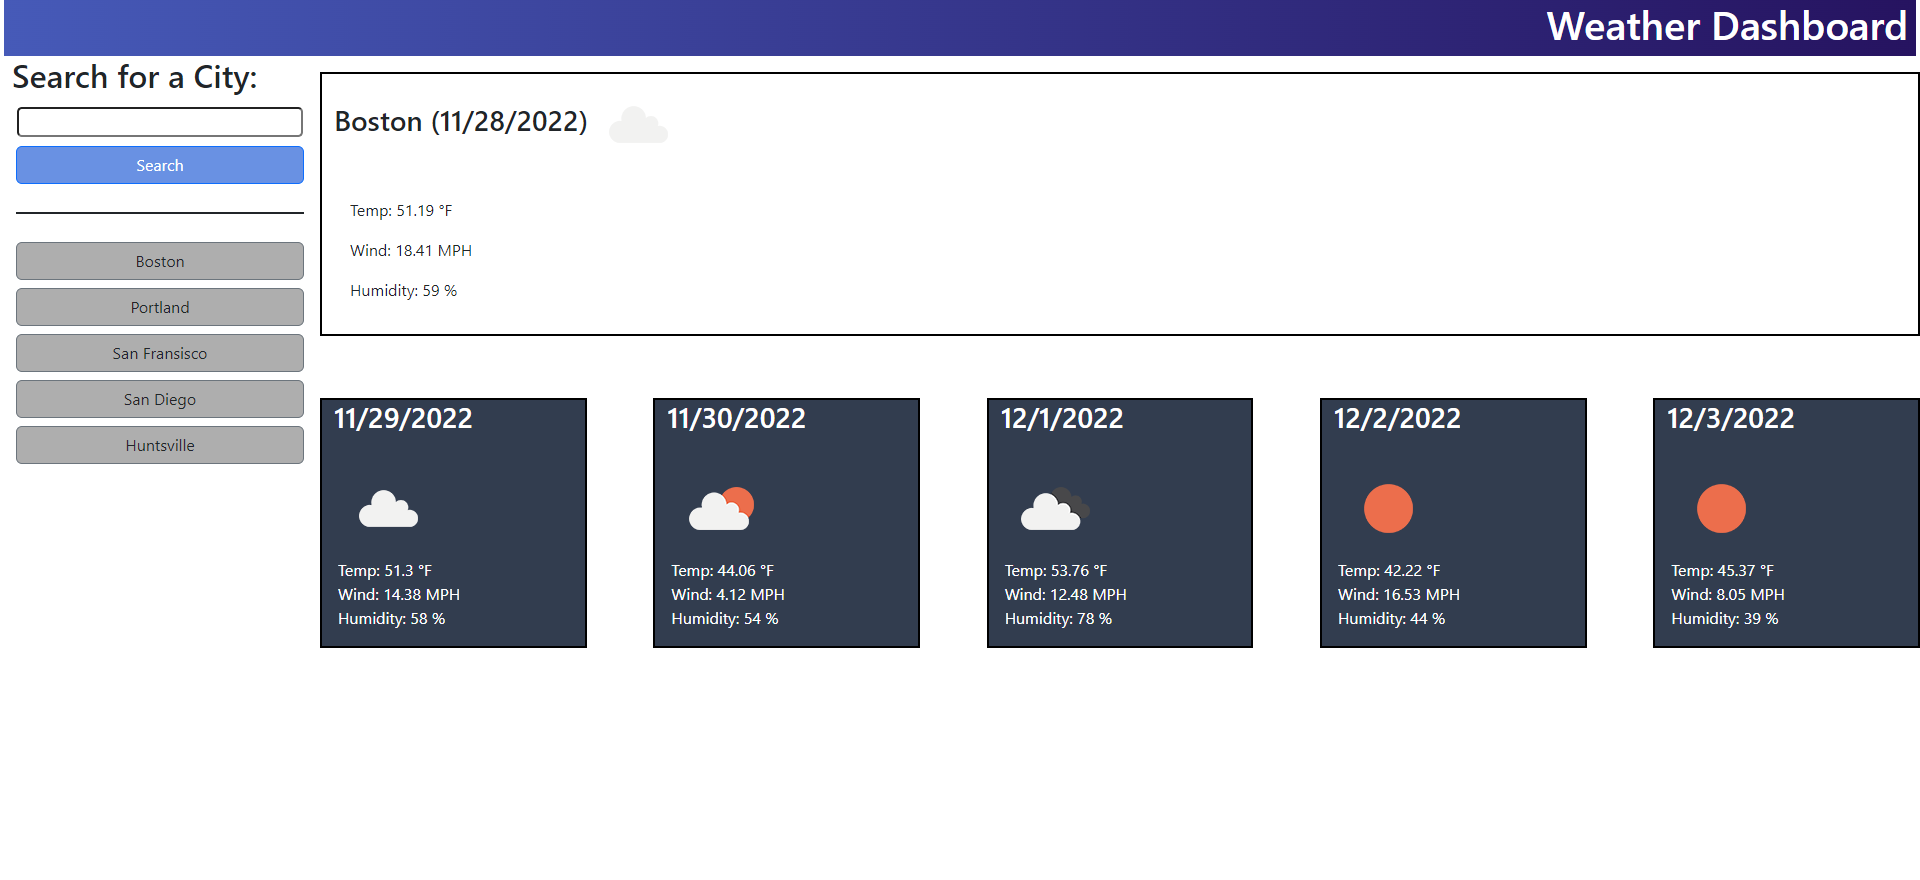 Weather Dashboard
Search for a City:
Search
Boston
Portland
San Fransisco
San Diego
Huntsville
Boston (11/28/2022)
Temp: 51.19 °F
Wind: 18.41 MPH
Humidity: 59 %
11/29/2022
Temp: 51.3 °F
Wind: 14.38 MPH
Humidity: 58 %
11/30/2022
Temp: 44.06 °F
Wind: 4.12 MPH
Humidity: 54 %
12/1/2022
Temp: 53.76 °F
Wind: 12.48 MPH
Humidity: 78 %
12/2/2022
Temp: 42.22 °F
Wind: 16.53 MPH
Humidity: 44 %
12/3/2022
Temp: 45.37 °F
Wind: 8.05 MPH
Humidity: 39 %